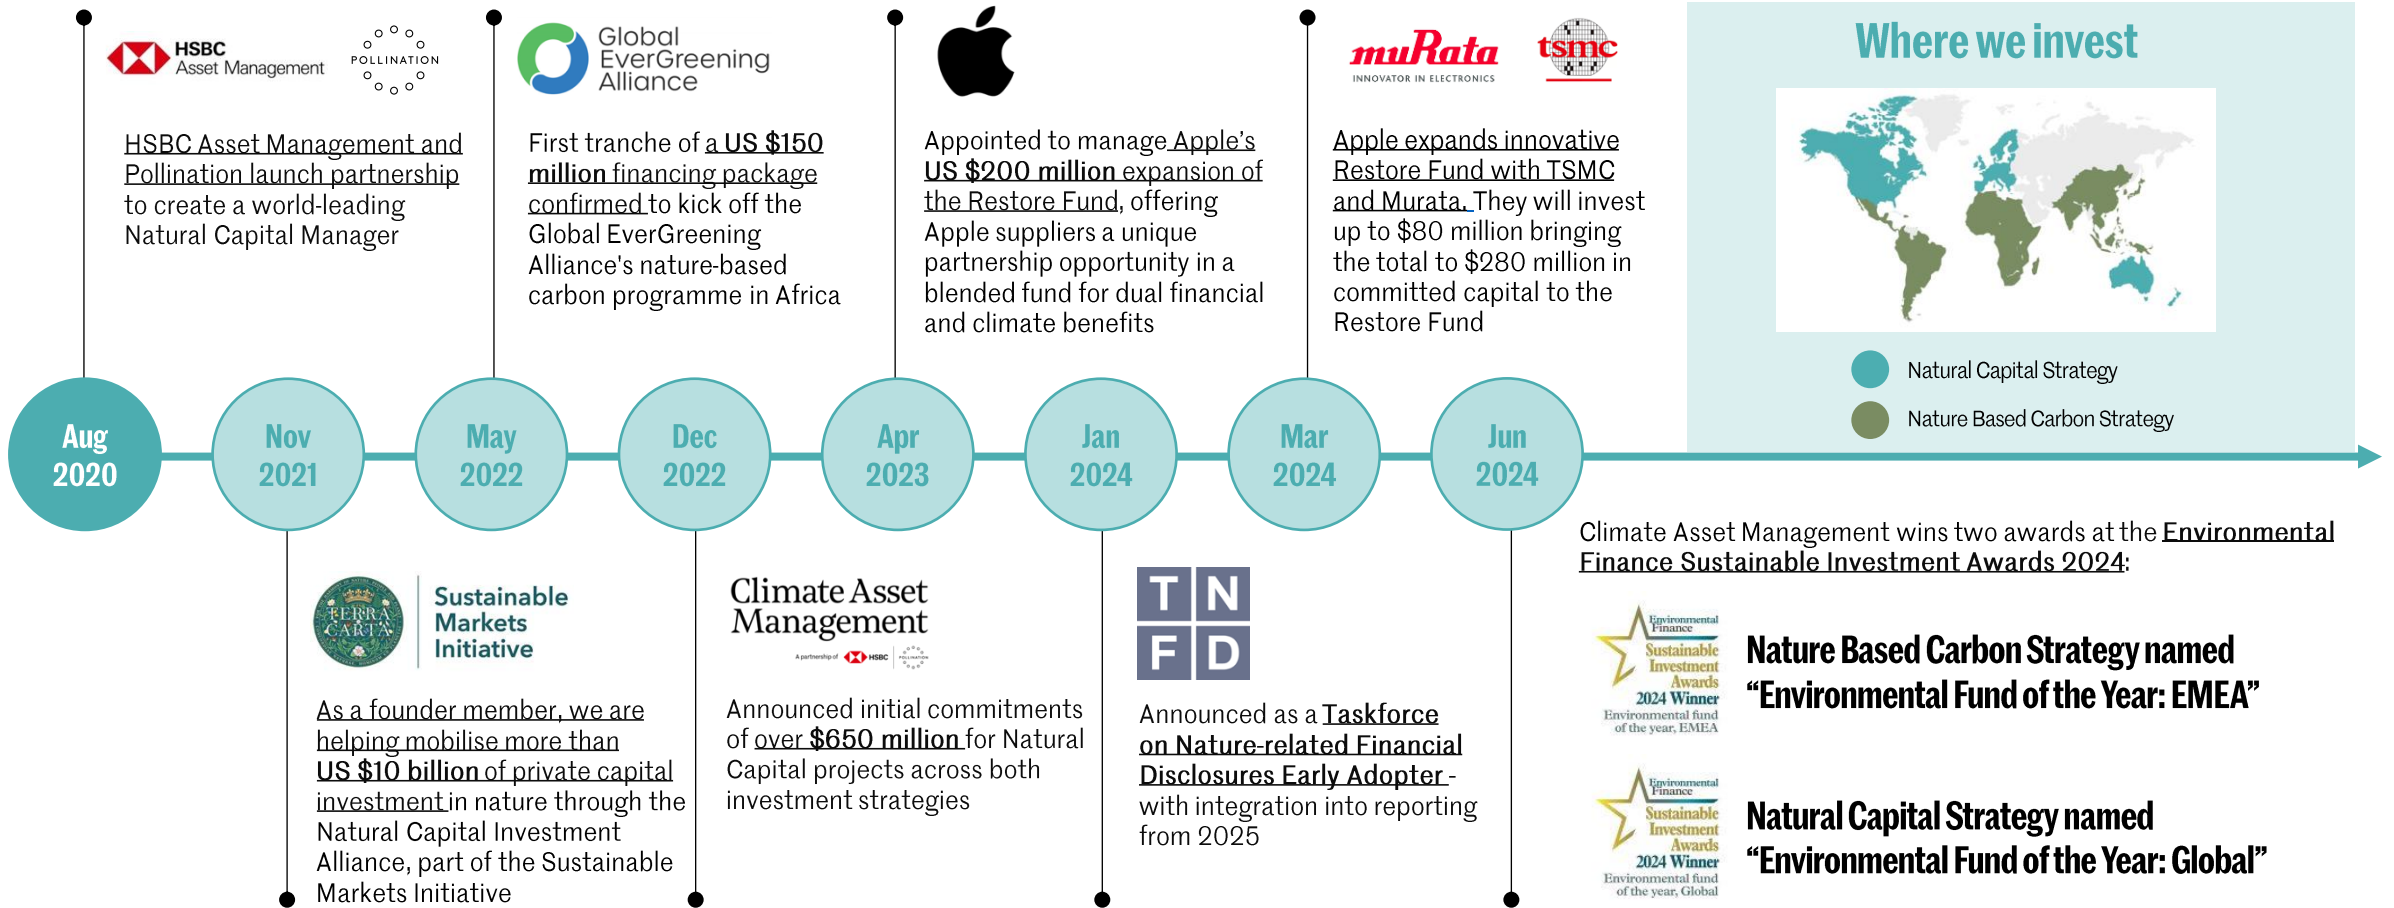 HSBC
Asset Management
POLLINATION
HSBC Asset Management and
Pollination launch partnership
to create a world-leading
Natural Capital Manager
Global
EverGreening
Alliance
First tranche of a US $150
million financing package
confirmed to kick off the
Global EverGreening
Alliance's nature-based
carbon programme in Africa
Appointed to manage Apple’s
US $200 million expansion of
the Restore Fund, offering
Apple suppliers a unique
partnership opportunity in a
blended fund for dual financial
and climate benefits
muRata
INNOVATOR IN ELECTRONICS
tsmc
Apple expands innovative
Restore Fund with TSMC
and Murata. They will invest
up to $80 million bringing
the total to $280 million in
committed capital to the
Restore Fund
Where we invest
Natural Capital Strategy
Nature Based Carbon Strategy
Aug
2020
Nov
2021
May
2022
Dec
2022
Apr
2023
Jan
2024
Mar
2024
Jun
2024
TERRA
CARTA
Sustainable
Markets
Initiative
As a founder member, we are
helping mobilise more than
US $10 billion of private capital
investment in nature through the
Natural Capital Investment
Alliance, part of the Sustainable
Markets Initiative
Climate Asset
Management
A partnership of HSBC POLLINATION
Announced initial commitments
of over $650 million for Natural
Capital projects across both
investment strategies
T N
F D
Announced as a Taskforce
on Nature-related Financial
Disclosures Early Adopter -
with integration into reporting
from 2025
Climate Asset Management wins two awards at the Environmental
Finance Sustainable Investment Awards 2024:
Environmental
Finance
Sustainable
Investment
Awards
2024 Winner
Environmental fund
of the year, EMEA
Nature Based Carbon Strategy named
“Environmental Fund of the Year: EMEA”
Environmental
Finance
Sustainable
Investment
Awards
2024 Winner
Environmental fund
of the year, Global
Natural Capital Strategy named
“Environmental Fund of the Year: Global”